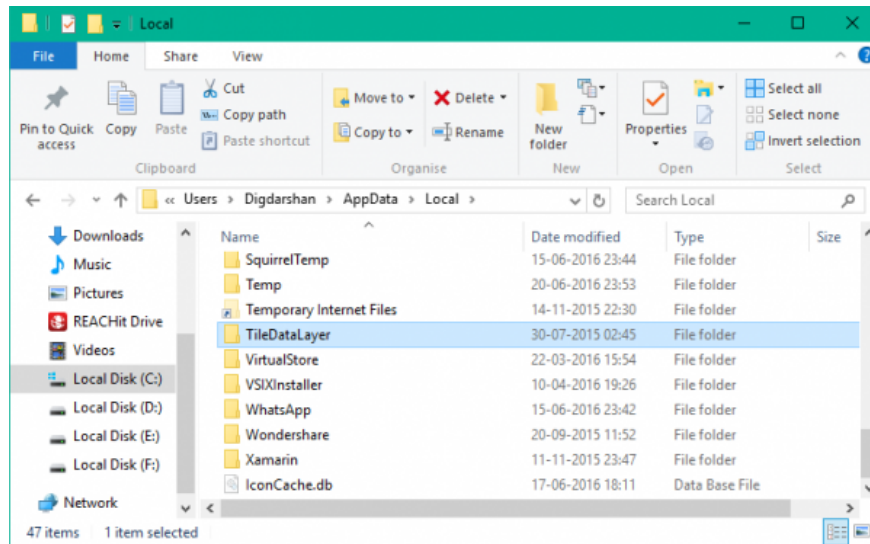 Local
File Home Share View
Pin to Quick access
Copy
Paste
Cut
Copy path
Paste shortcut
Clipboard
Move to
Copy to
Delete
Rename
Organise
New folder
New
Properties
Open
Select all
Select none
Invert selection
Select
« Users > Digdarshan > AppData > Local >
Search Local
Downloads
Music
Pictures
REACHit Drive
Videos
Local Disk (C:)
Local Disk (D:)
Local Disk (E:)
Local Disk (F:)
Network
Name Date modified Type Size
SquirrelTemp 15-06-2016 23:44 File folder
Temp 20-06-2016 23:53 File folder
Temporary Internet Files 14-11-2015 22:30 File folder
TileDataLayer 30-07-2015 02:45 File folder
VirtualStore 22-03-2016 15:54 File folder
VSIXInstaller 10-04-2016 19:26 File folder
WhatsApp 15-06-2016 23:42 File folder
Wondershare 20-09-2015 11:52 File folder
Xamarin 11-11-2015 23:47 File folder
IconCache.db 17-06-2016 18:11 Data Base File
47 items 1 item selected